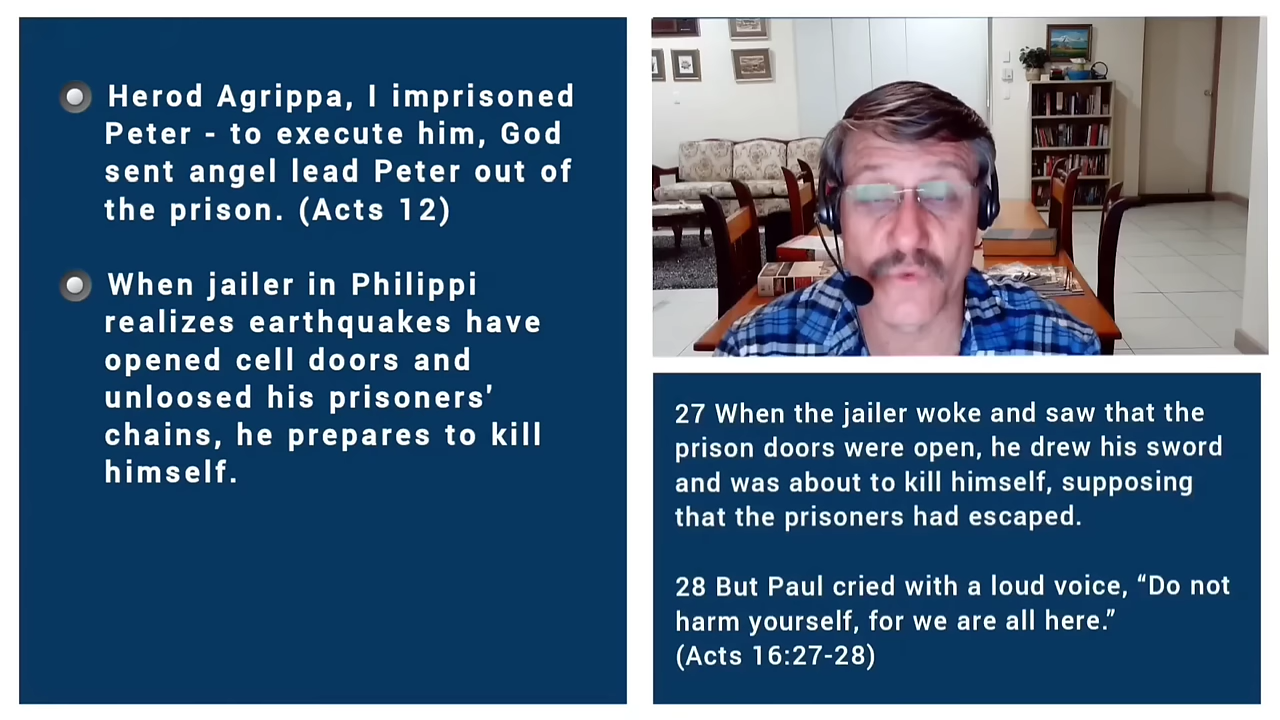 Herod Agrippa, I imprisoned
Peter - to execute him, God
sent angel lead Peter out of
the prison. (Acts 12)
When jailer in Philippi
realizes earthquakes have
opened cell doors and
unloosed his prisoners'
chains, he prepares to kill
himself.
27 When the jailer woke and saw that the
prison doors were open, he drew his sword
and was about to kill himself, supposing
that the prisoners had escaped.
28 But Paul cried with a loud voice, “Do not
harm yourself, for we are all here.”
(Acts 16:27-28)